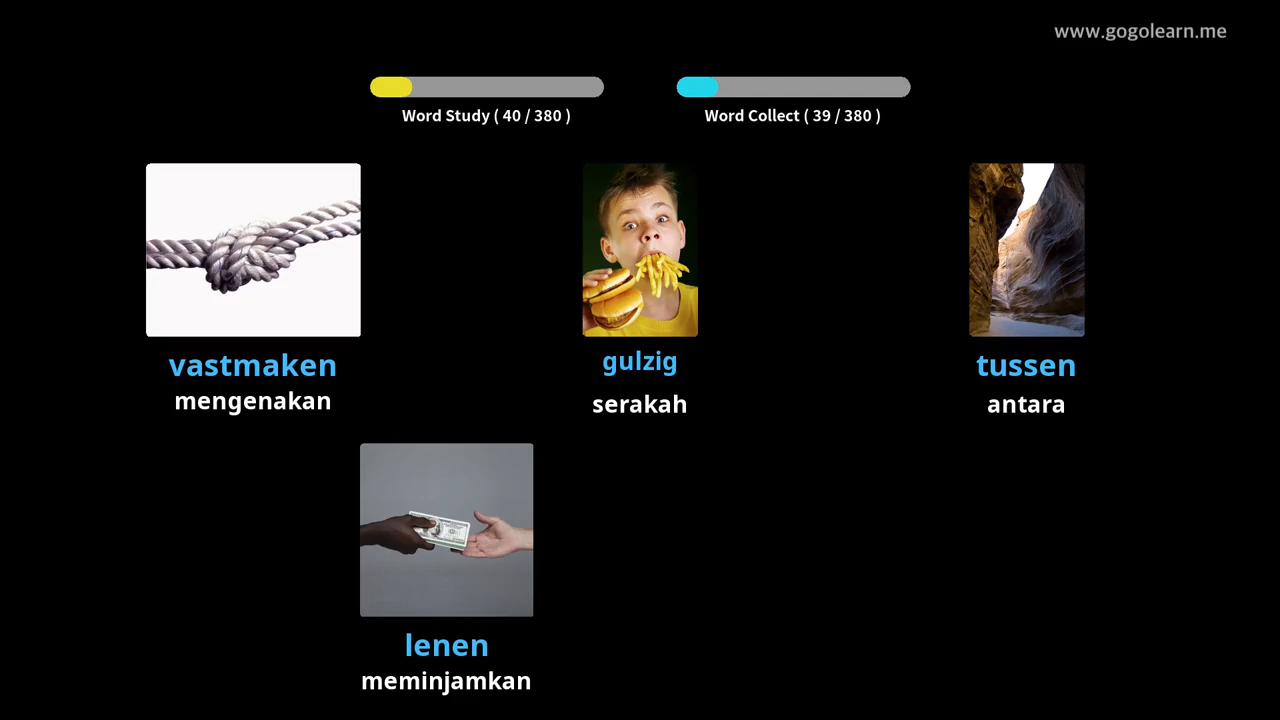 www.gogolearn.me
Word Study ( 40 / 380 )
Word Collect ( 39 / 380 )
vastmaken
mengenakan
gulzig
serakah
tussen
antara
lenen
meminjamkan